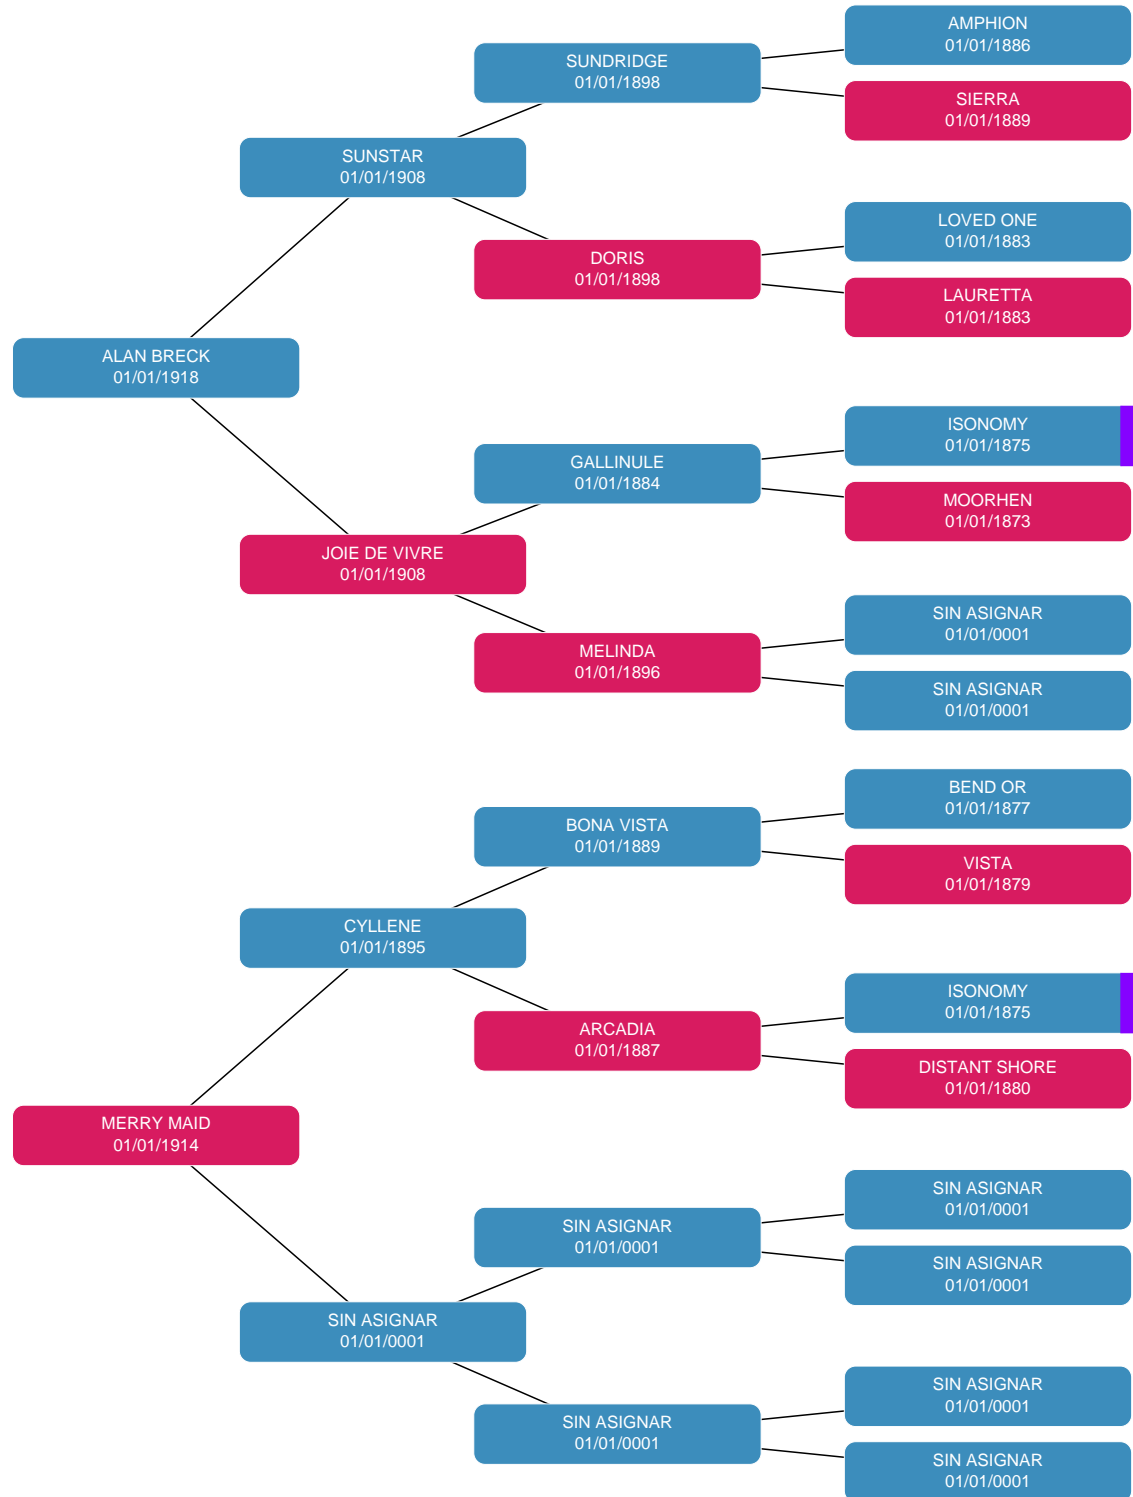 AMPHION
01/01/1886
SUNDRIDGE
01/01/1898
SIERRA
01/01/1889
SUNSTAR
01/01/1908
LOVED ONE
01/01/1883
DORIS
01/01/1898
LAURETTA
01/01/1883
ALAN BRECK
01/01/1918
ISONOMY
01/01/1875
GALLINULE
01/01/1884
MOORHEN
01/01/1873
JOIE DE VIVRE
01/01/1908
SIN ASIGNAR
01/01/0001
MELINDA
01/01/1896
SIN ASIGNAR
01/01/0001
BEND OR
01/01/1877
BONA VISTA
01/01/1889
VISTA
01/01/1879
CYLLENE
01/01/1895
ISONOMY
01/01/1875
ARCADIA
01/01/1887
DISTANT SHORE
01/01/1880
MERRY MAID
01/01/1914
SIN ASIGNAR
01/01/0001
SIN ASIGNAR
01/01/0001
SIN ASIGNAR
01/01/0001
SIN ASIGNAR
01/01/0001
SIN ASIGNAR
01/01/0001
SIN ASIGNAR
01/01/0001
SIN ASIGNAR
01/01/0001